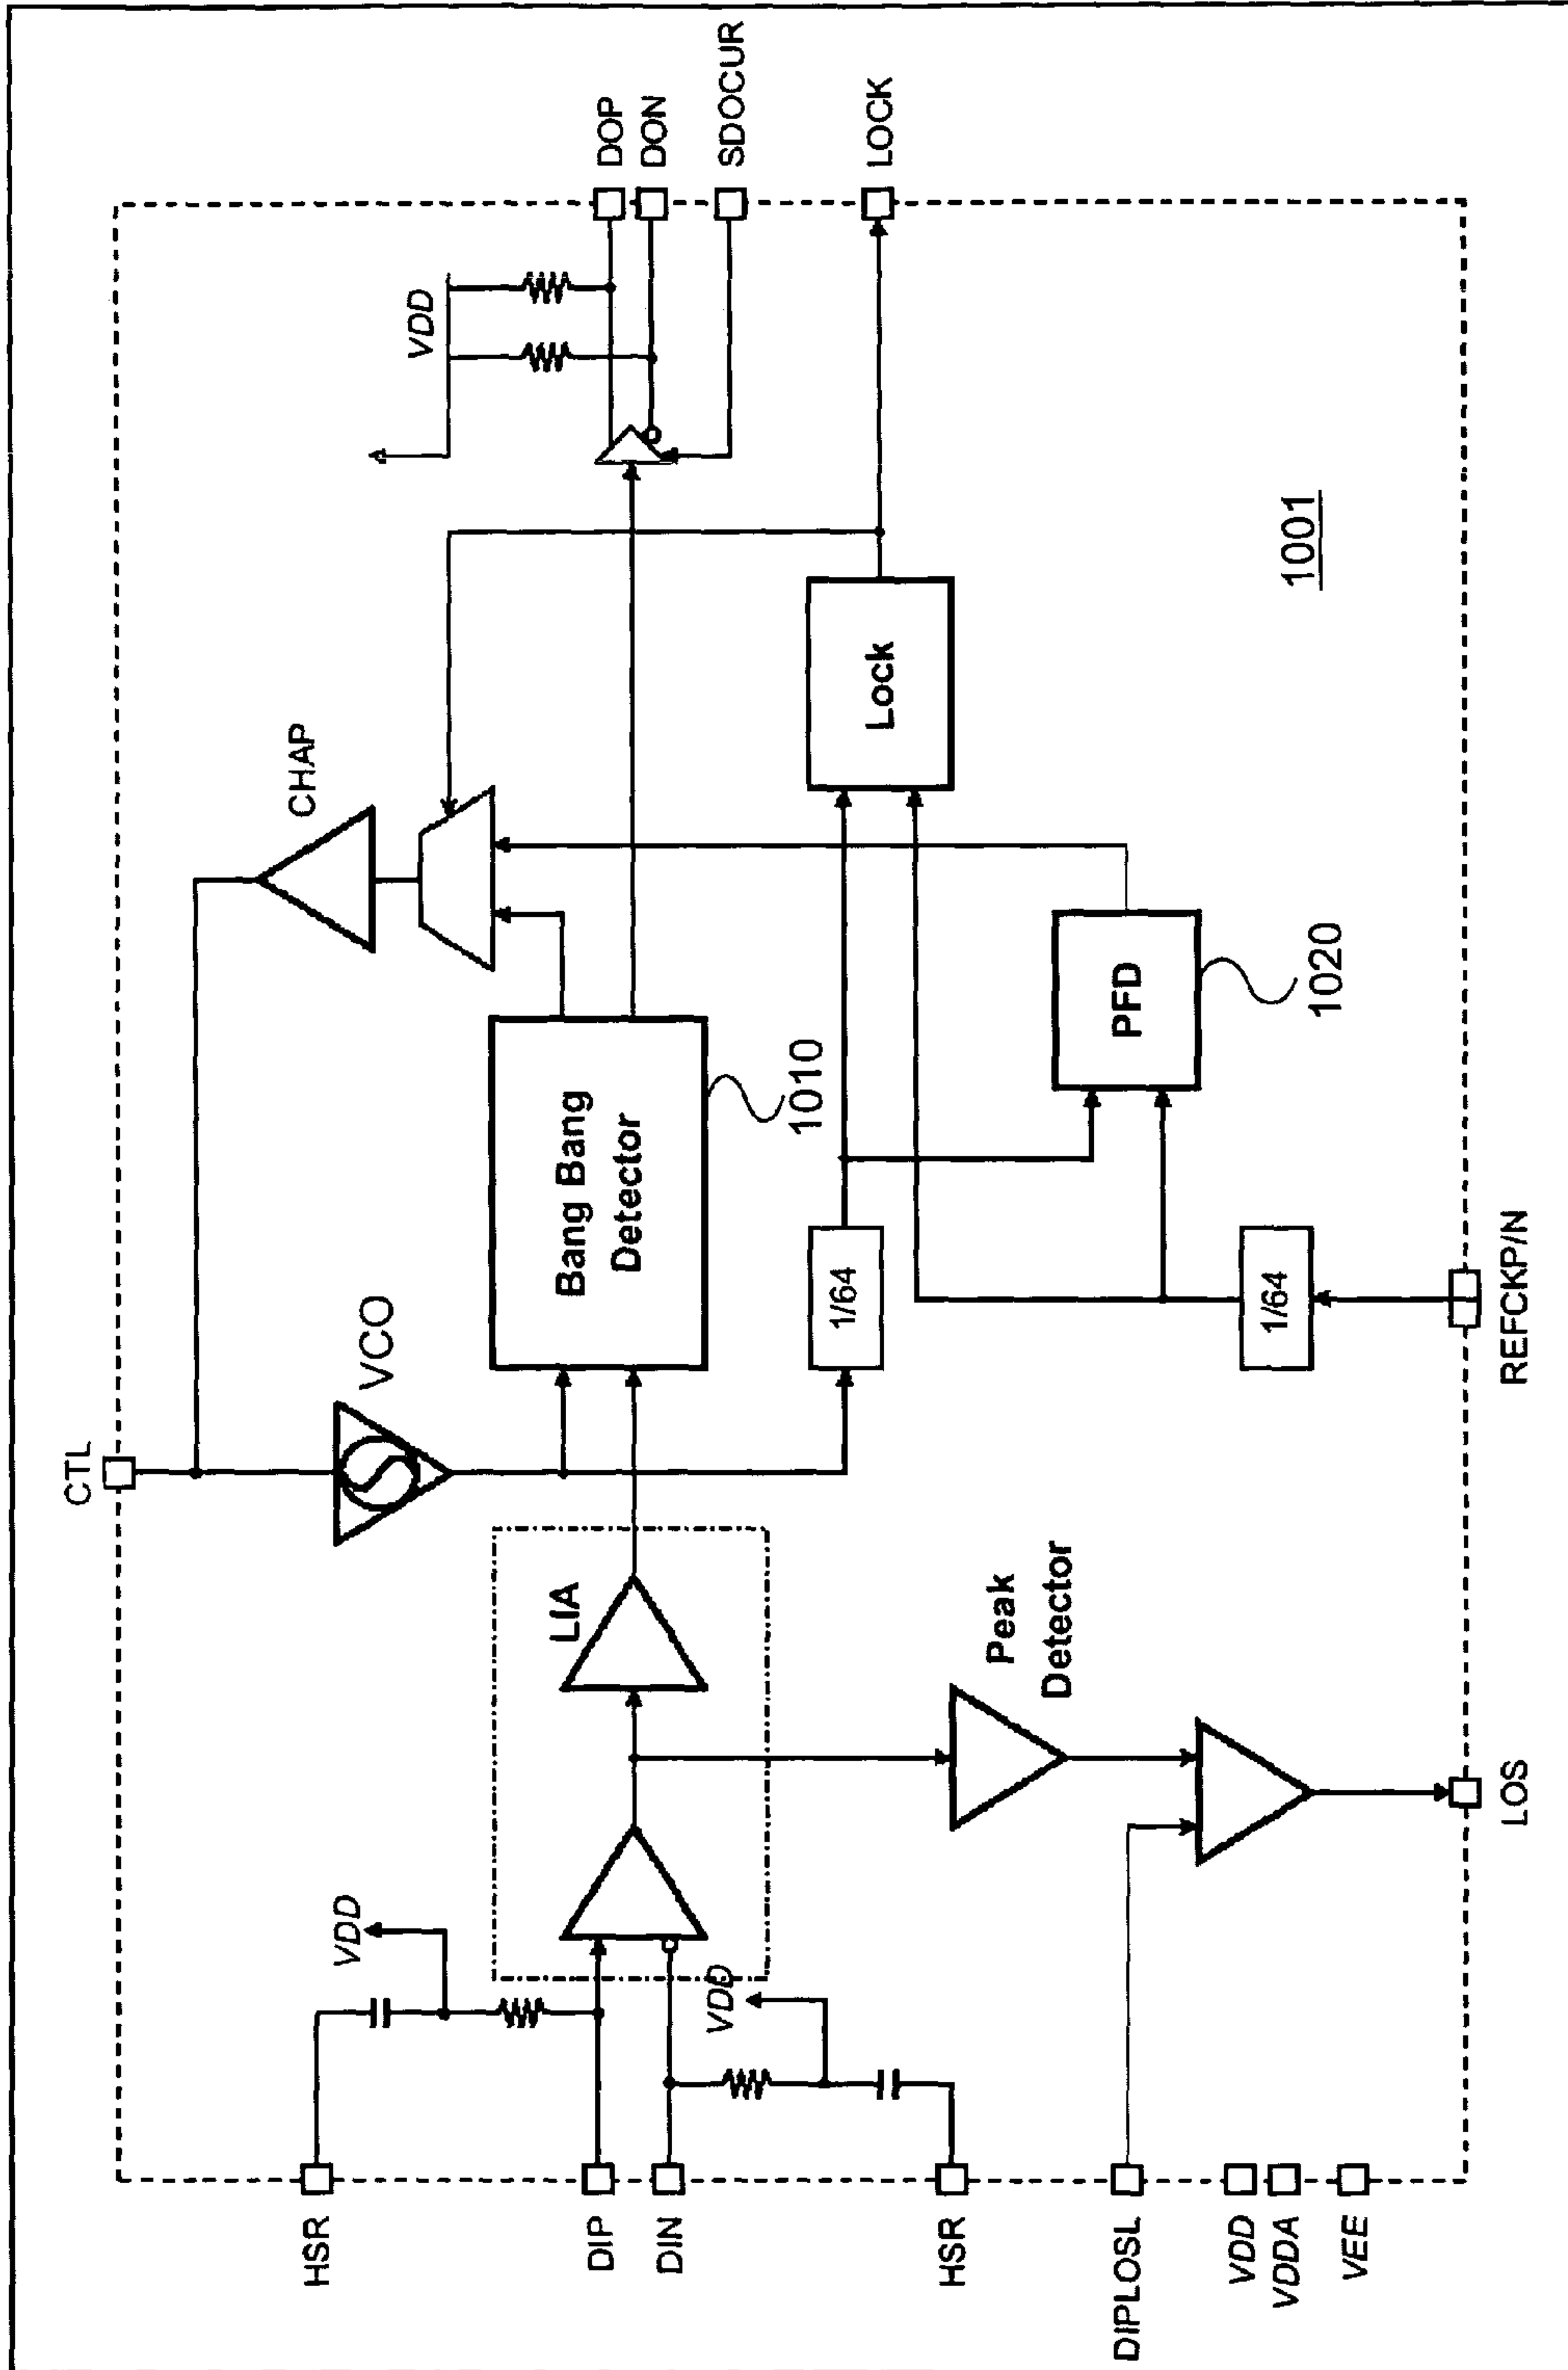 CTL
VCO
CHAP
VDD
HSR
VDD
LIA
Bang Bang
Detector
1010
DIP
DIN
VDD
DOP
DON
SDOCUR
1/64
Lock
LOCK
HSR
Peak
Detector
PFD
1020
DIPLOSL
1/64
1001
VDD
VDDA
VEE
LOS
REFCKP/N